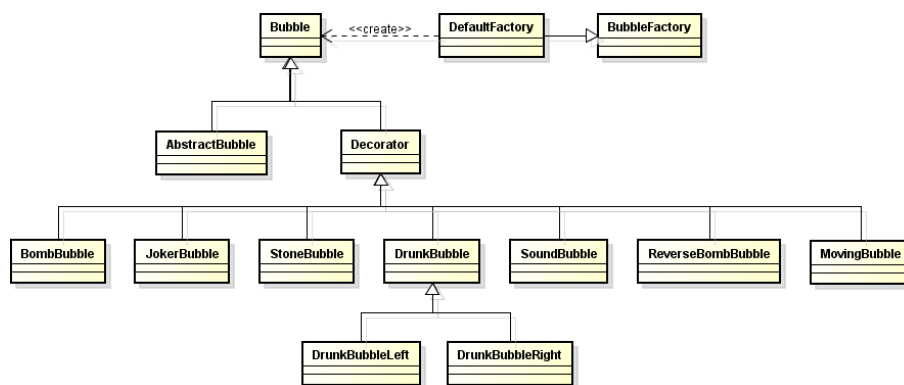 Bubble
<<create>>
DefaultFactory
BubbleFactory
AbstractBubble
Decorator
BombBubble
JokerBubble
StoneBubble
DrunkBubble
SoundBubble
ReverseBombBubble
MovingBubble
DrunkBubbleLeft
DrunkBubbleRight